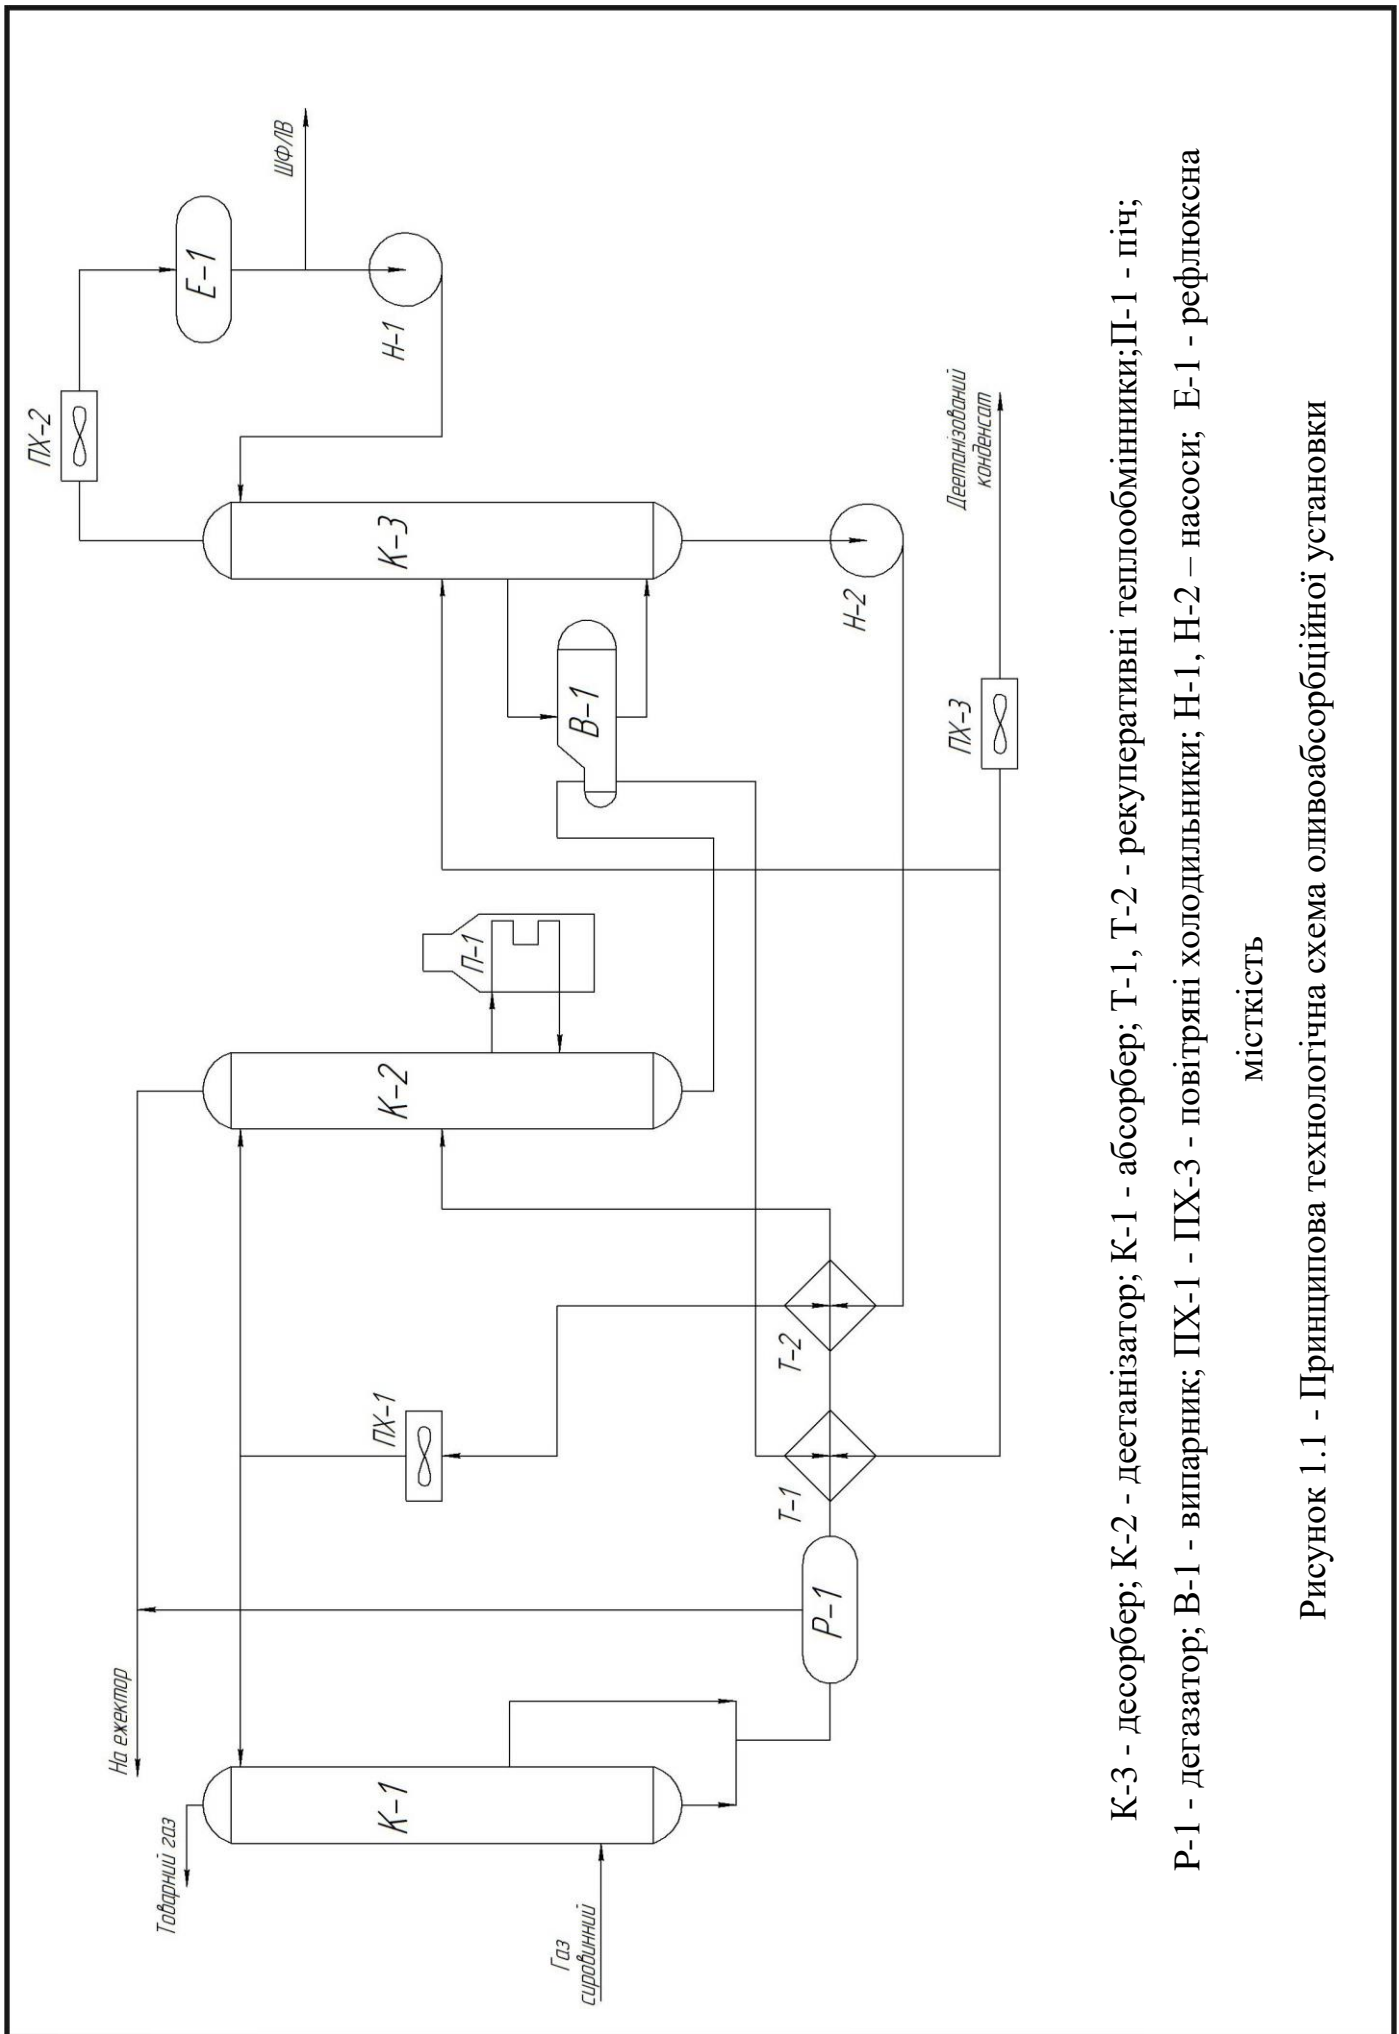 ПХ-2
Е-1
ШФЛВ
Н-1
К-3
В-1
Н-2
Деетанізований
конденсат
ПХ-3
П-1
К-2
ПХ-1
Т-2
Т-1
Р-1
На ежектор
Товарний газ
К-1
Газ
сировинний
К-3 - десорбер; К-2 - деетанізатор; К-1 - абсорбер; Т-1, Т-2 - рекуперативні теплообмінники;П-1 - піч;
Р-1 - дегазатор; В-1 - випарник; ПХ-1 - ПХ-3 - повітряні холодильники; Н-1, Н-2 – насоси; Е-1 - рефлюксна
місткість
Рисунок 1.1 - Принципова технологічна схема оливоабсорбційної установки